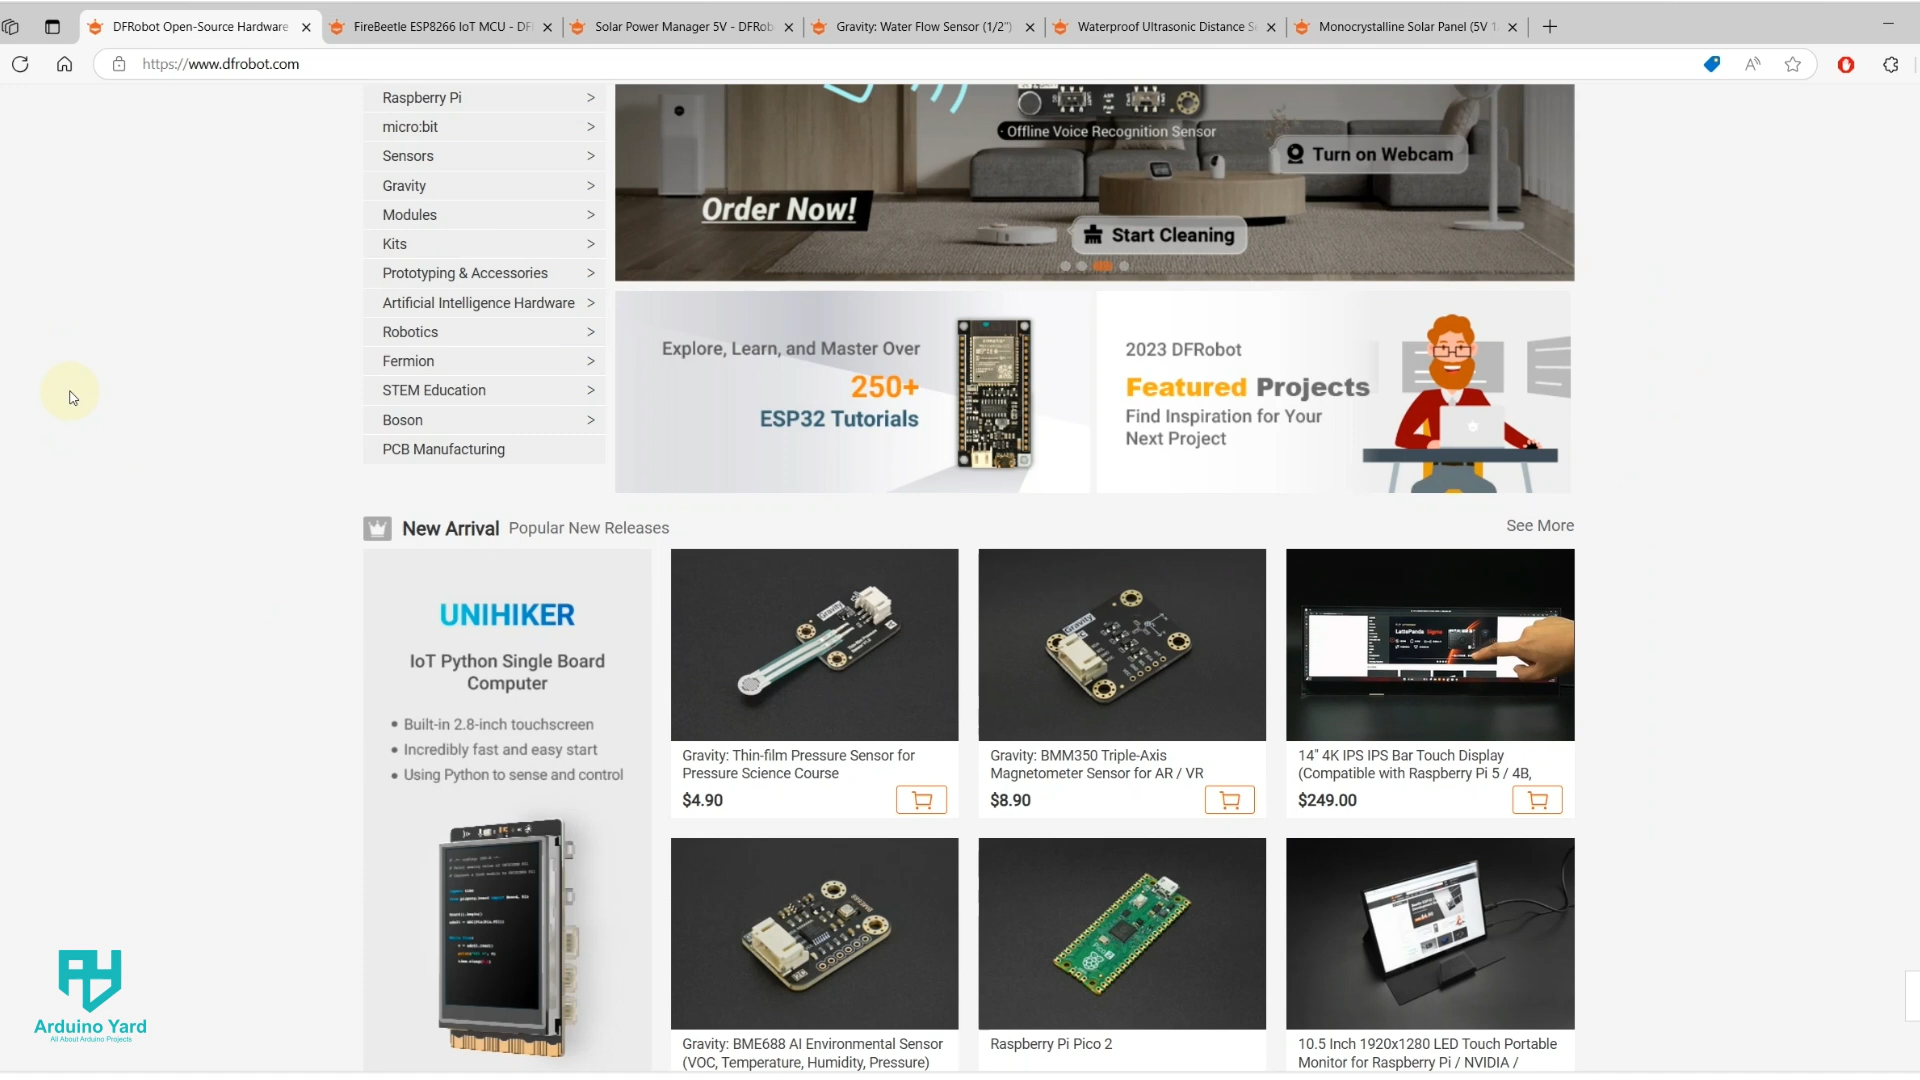 DFRobot Open-Source Hardware
FireBeetle ESP8266 IoT MCU - DF
Solar Power Manager 5V - DFRob
Gravity: Water Flow Sensor (1/2")
Waterproof Ultrasonic Distance Se
Monocrystalline Solar Panel (5V 1
https://www.dfrobot.com
Raspberry Pi >
micro:bit >
Sensors >
Gravity >
Modules >
Kits >
Prototyping & Accessories >
Artificial Intelligence Hardware >
Robotics >
Fermion >
STEM Education >
Boson >
PCB Manufacturing
Offline Voice Recognition Sensor
Turn on Webcam
Order Now!
Start Cleaning
Explore, Learn, and Master Over
250+
ESP32 Tutorials
2023 DFRobot
Featured Projects
Find Inspiration for Your
Next Project
New Arrival Popular New Releases
See More
UNIHIKER
IoT Python Single Board
Computer
• Built-in 2.8-inch touchscreen
• Incredibly fast and easy start
• Using Python to sense and control
Gravity: Thin-film Pressure Sensor for
Pressure Science Course
$4.90
Gravity: BMM350 Triple-Axis
Magnetometer Sensor for AR / VR
$8.90
14" 4K IPS IPS Bar Touch Display
(Compatible with Raspberry Pi 5 / 4B,
$249.00
Gravity: BME688 AI Environmental Sensor
(VOC, Temperature, Humidity, Pressure)
Raspberry Pi Pico 2
10.5 Inch 1920x1280 LED Touch Portable
Monitor for Raspberry Pi / NVIDIA /
Arduino Yard
All About Arduino Projects